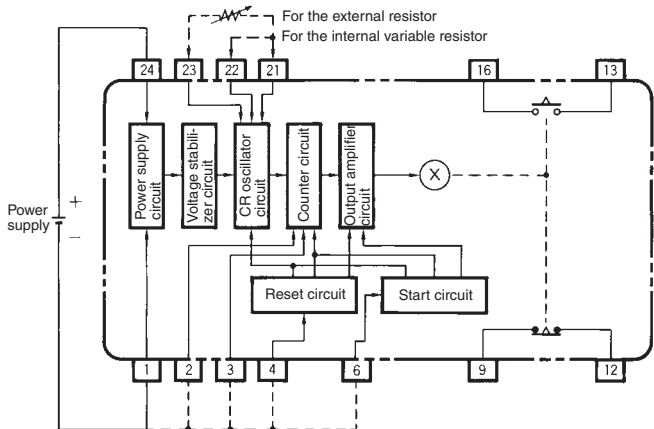 For the external resistor
For the internal variable resistor
24
23
22
21
16
13
Power supply
circuit
Voltage stabili-
zer circuit
CR oscillator
circuit
Counter circuit
Output amplifier
circuit
X
Power
supply
+
−
Reset circuit
Start circuit
1
2
3
4
6
9
12